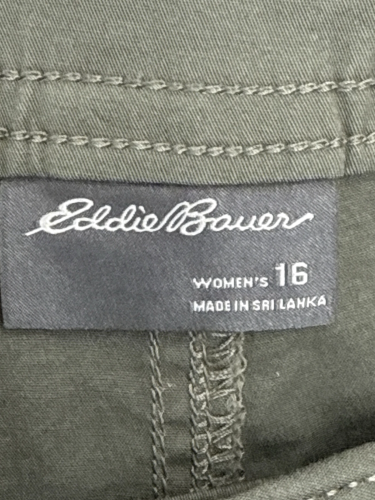 Eddie Bauer
WOMEN'S 16
MADE IN SRI LANKA